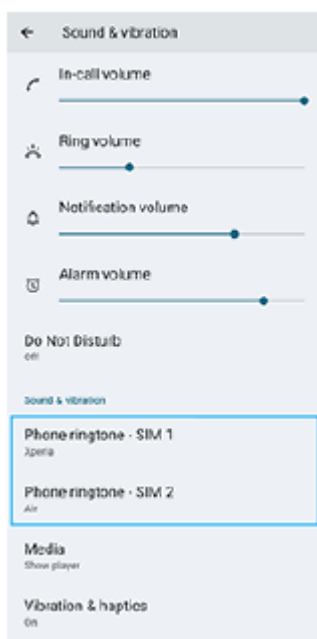 Sound & vibration
In-call volume
Ring volume
Notification volume
Alarm volume
Do Not Disturb
Off
Sound & vibration
Phone ringtone - SIM 1
Xperia
Phone ringtone - SIM 2
Air
Media
Show player
Vibration & haptics
On